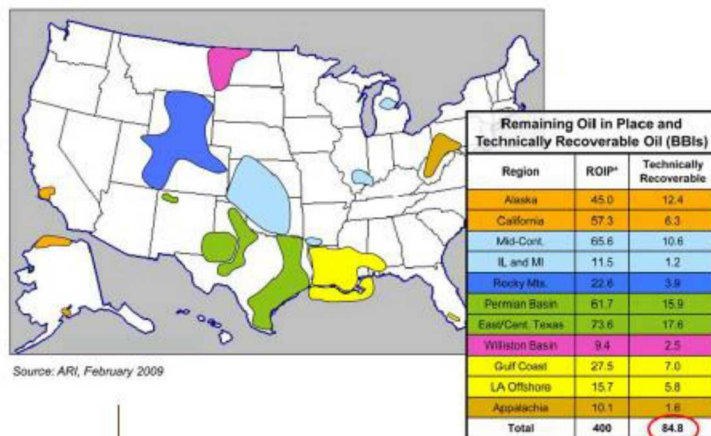 Remaining Oil in Place and
Technically Recoverable Oil (BBls)
Region ROIP* Technically
Recoverable
Alaska 45.0 12.4
California 57.3 6.3
Mid-Cont. 65.6 10.6
IL and MI 11.5 1.2
Rocky Mts. 22.6 3.9
Permian Basin 61.7 15.9
East/Cent. Texas 73.6 17.6
Williston Basin 9.4 2.5
Gulf Coast 27.5 7.0
LA Offshore 15.7 5.8
Appalachia 10.1 1.6
Total 400 84.8
Source: ARI, February 2009